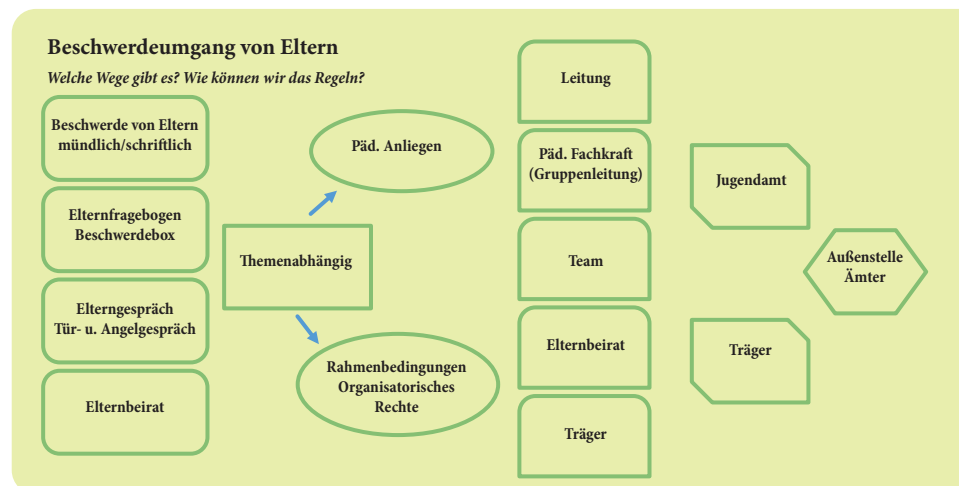 Beschwerdeumgang von Eltern
Welche Wege gibt es? Wie können wir das Regeln?
Beschwerde von Eltern
mündlich/schriftlich
Elternfragebogen
Beschwerdebox
Elterngespräch
Tür- u. Angelgespräch
Elternbeirat
Themenabhängig
Päd. Anliegen
Rahmenbedingungen
Organisatorisches
Rechte
Leitung
Päd. Fachkraft
(Gruppenleitung)
Team
Elternbeirat
Träger
Jugendamt
Träger
Außenstelle
Ämter